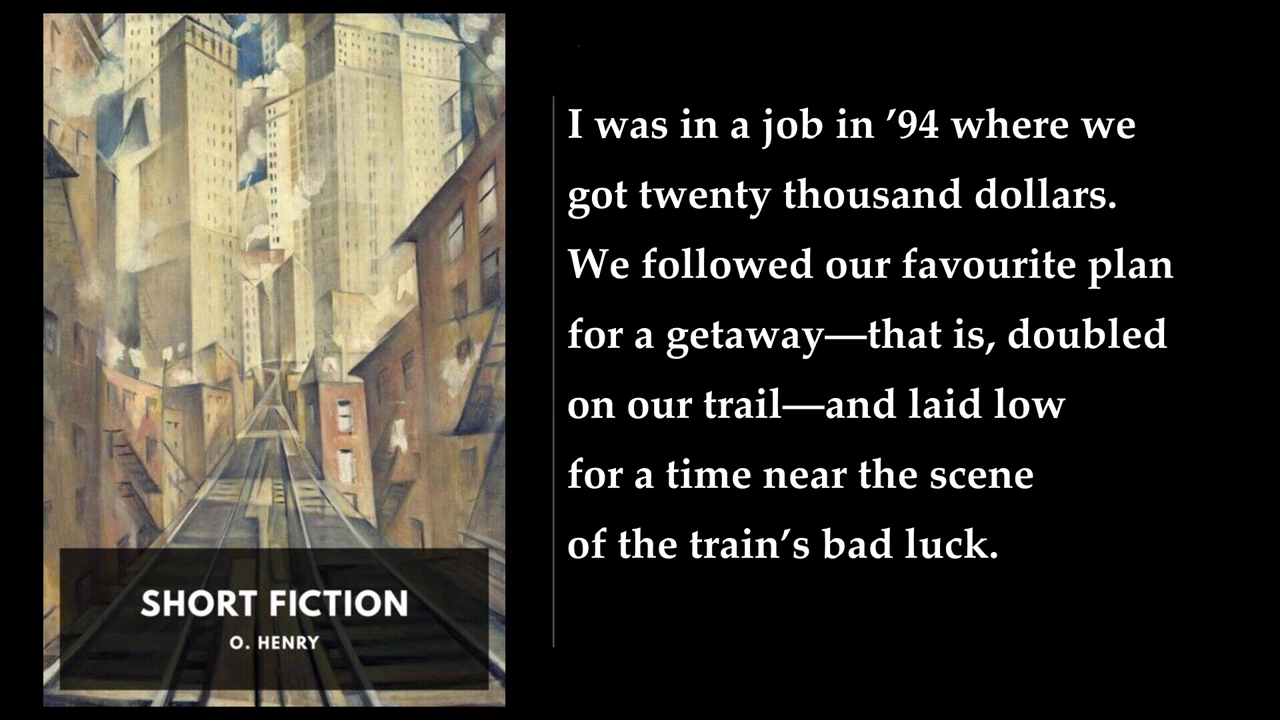 SHORT FICTION
O. HENRY
I was in a job in ’94 where we
got twenty thousand dollars.
We followed our favourite plan
for a getaway—that is, doubled
on our trail—and laid low
for a time near the scene
of the train’s bad luck.